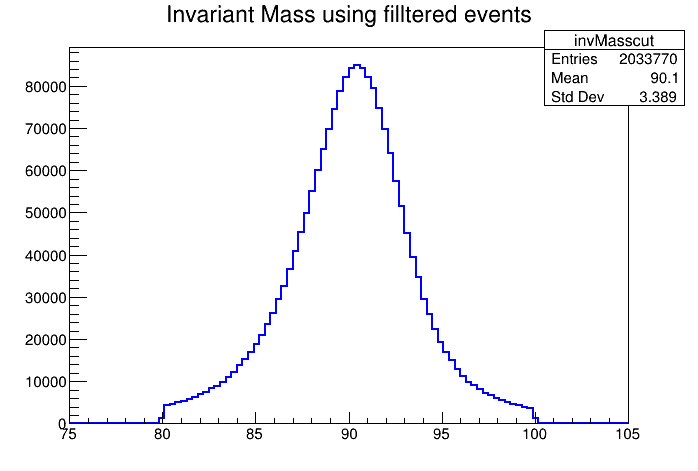 Invariant Mass using filltered events
invMasscut
Entries 2033770
Mean 90.1
Std Dev 3.389
80000
70000
60000
50000
40000
30000
20000
10000
0
75 80 85 90 95 100 105